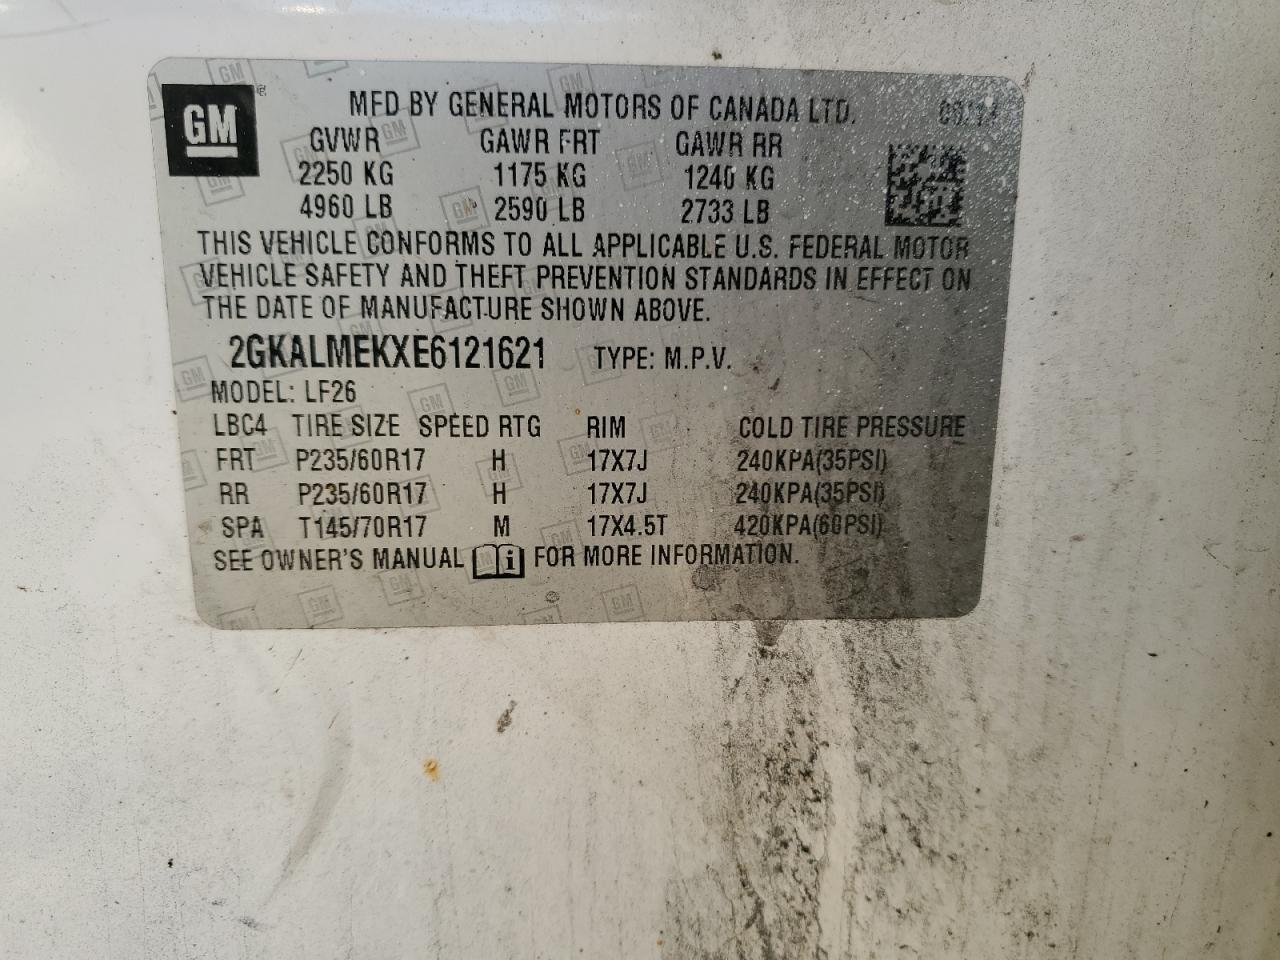 GM
MFD BY GENERAL MOTORS OF CANADA LTD.
GVWR GAWR FRT GAWR RR
2250 KG 1175 KG 1240 KG
4960 LB 2590 LB 2733 LB
THIS VEHICLE CONFORMS TO ALL APPLICABLE U.S. FEDERAL MOTOR
VEHICLE SAFETY AND THEFT PREVENTION STANDARDS IN EFFECT ON
THE DATE OF MANUFACTURE SHOWN ABOVE.
2GKALMEKXE6121621 TYPE: M.P.V.
MODEL: LF26
LBC4 TIRE SIZE SPEED RTG RIM COLD TIRE PRESSURE
FRT P235/60R17 H 17X7J 240KPA(35PSI)
RR P235/60R17 H 17X7J 240KPA(35PSI)
SPA T145/70R17 M 17X4.5T 420KPA(60PSI)
SEE OWNER'S MANUAL i FOR MORE INFORMATION.